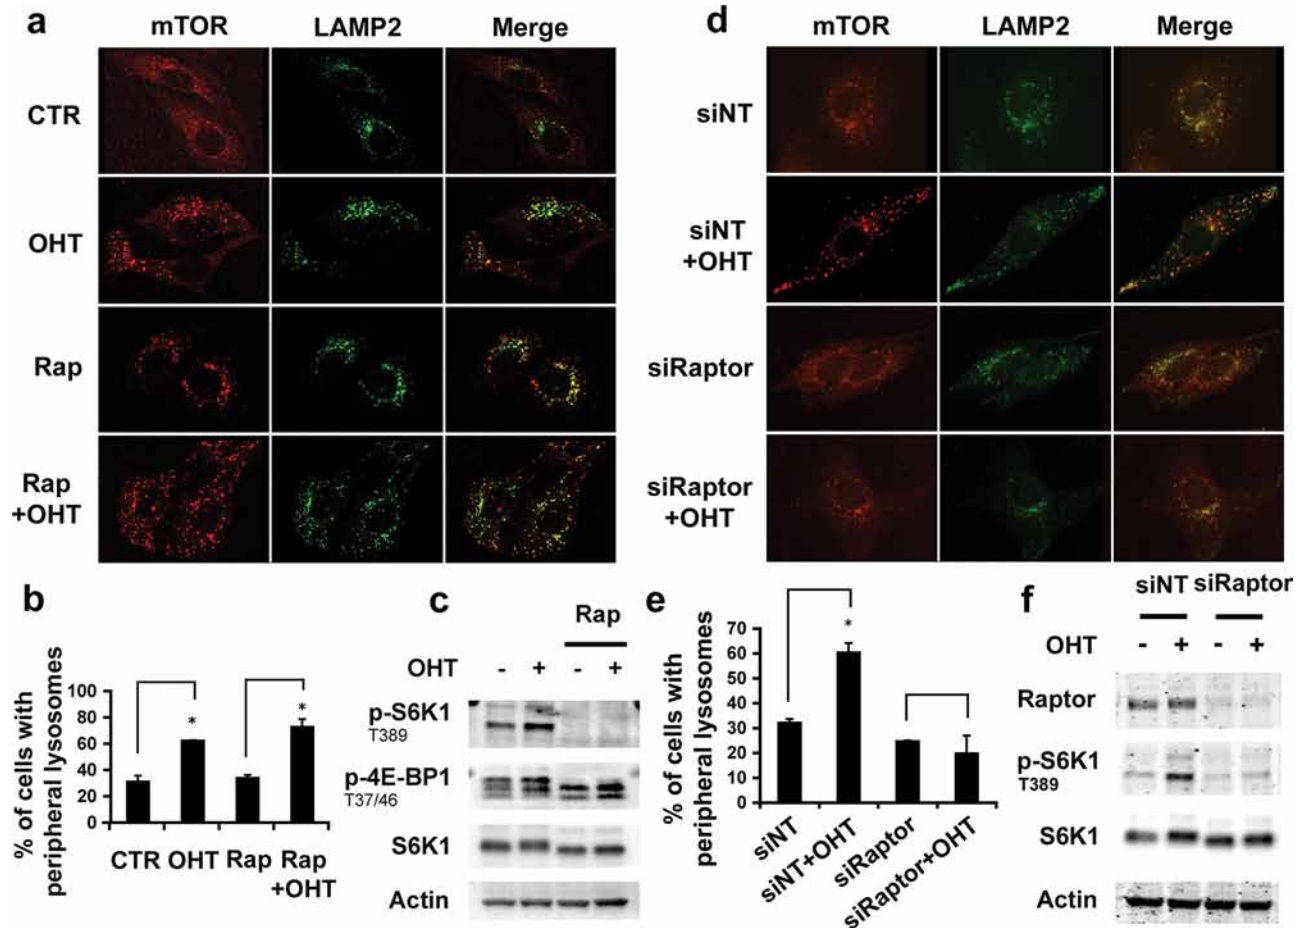 a
mTOR LAMP2 Merge
CTR
OHT
Rap
Rap
+OHT
b
% of cells with
peripheral lysosomes
100
80
60
40
20
0
* *
CTR OHT Rap Rap
+OHT
c
Rap
OHT - + - +
p-S6K1
T389
p-4E-BP1
T37/46
S6K1
Actin
d
mTOR LAMP2 Merge
siNT
siNT
+OHT
siRaptor
siRaptor
+OHT
e
% of cells with
peripheral lysosomes
70
60
50
40
30
20
10
0
*
siNT
siNT+OHT
siRaptor
siRaptor+OHT
f
siNT siRaptor
OHT - + - +
Raptor
p-S6K1
T389
S6K1
Actin